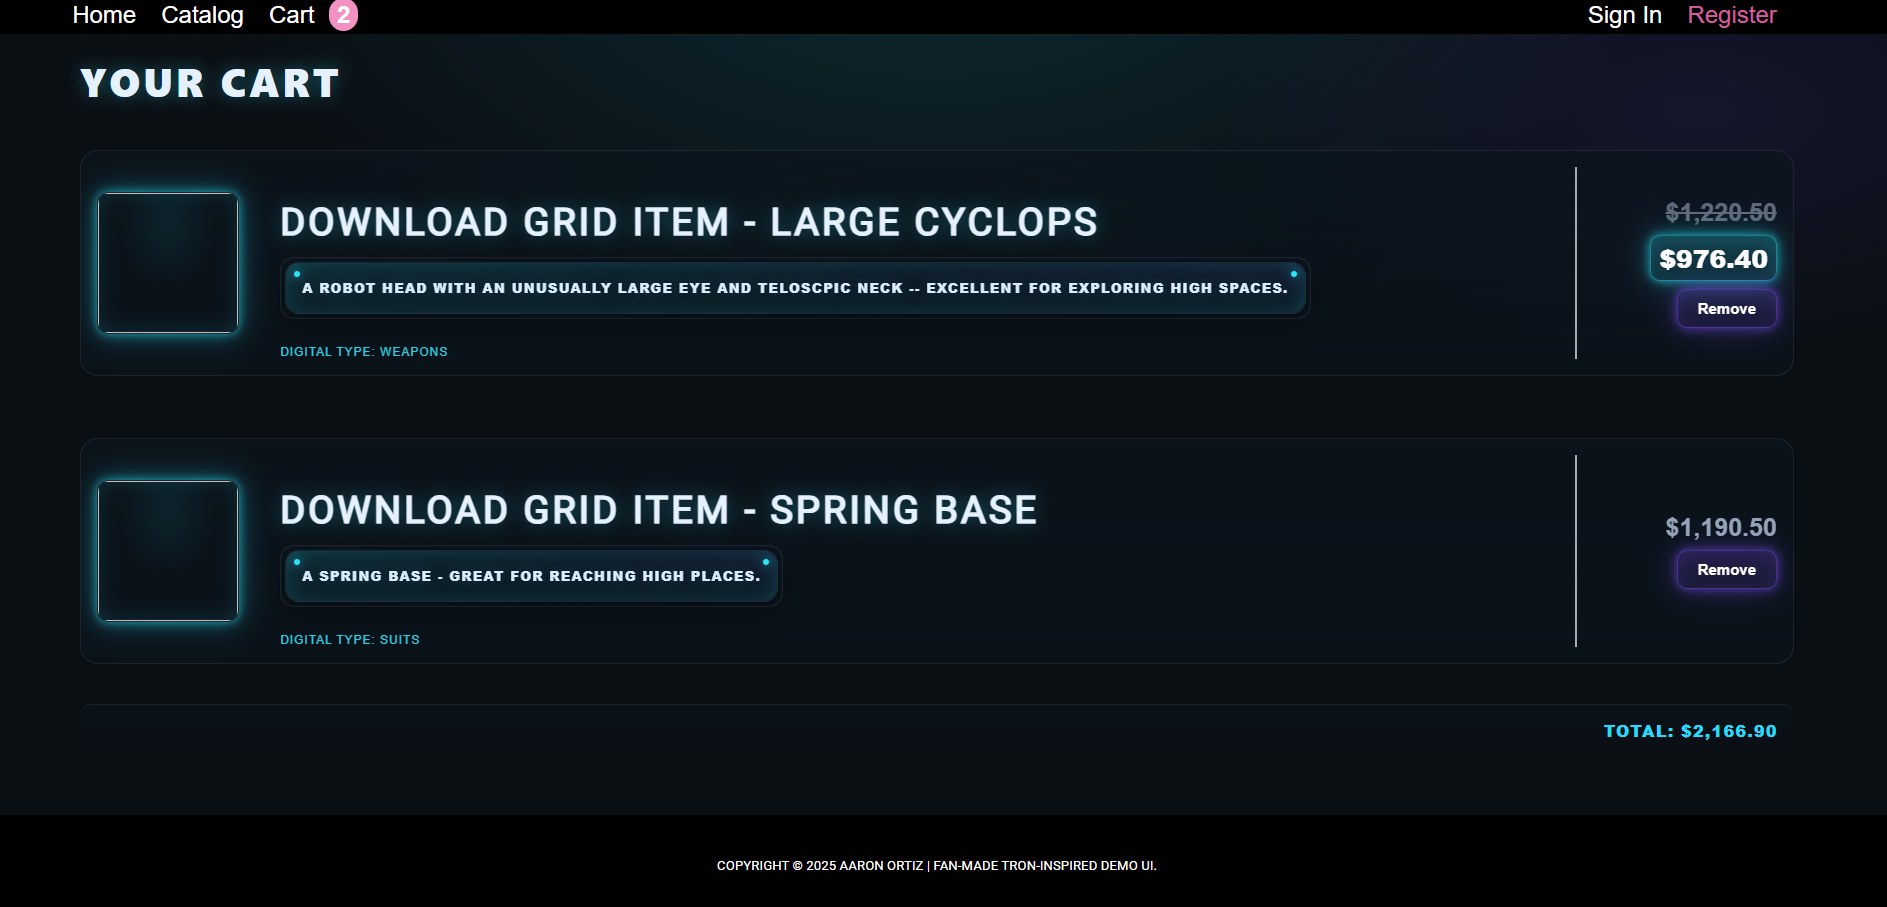 Home Catalog Cart 2 Sign In Register
YOUR CART
DOWNLOAD GRID ITEM - LARGE CYCLOPS
A ROBOT HEAD WITH AN UNUSUALLY LARGE EYE AND TELOSCPIC NECK -- EXCELLENT FOR EXPLORING HIGH SPACES.
DIGITAL TYPE: WEAPONS
$1,220.50
$976.40
Remove
DOWNLOAD GRID ITEM - SPRING BASE
A SPRING BASE - GREAT FOR REACHING HIGH PLACES.
DIGITAL TYPE: SUITS
$1,190.50
Remove
TOTAL: $2,166.90
COPYRIGHT © 2025 AARON ORTIZ | FAN-MADE TRON-INSPIRED DEMO UI.